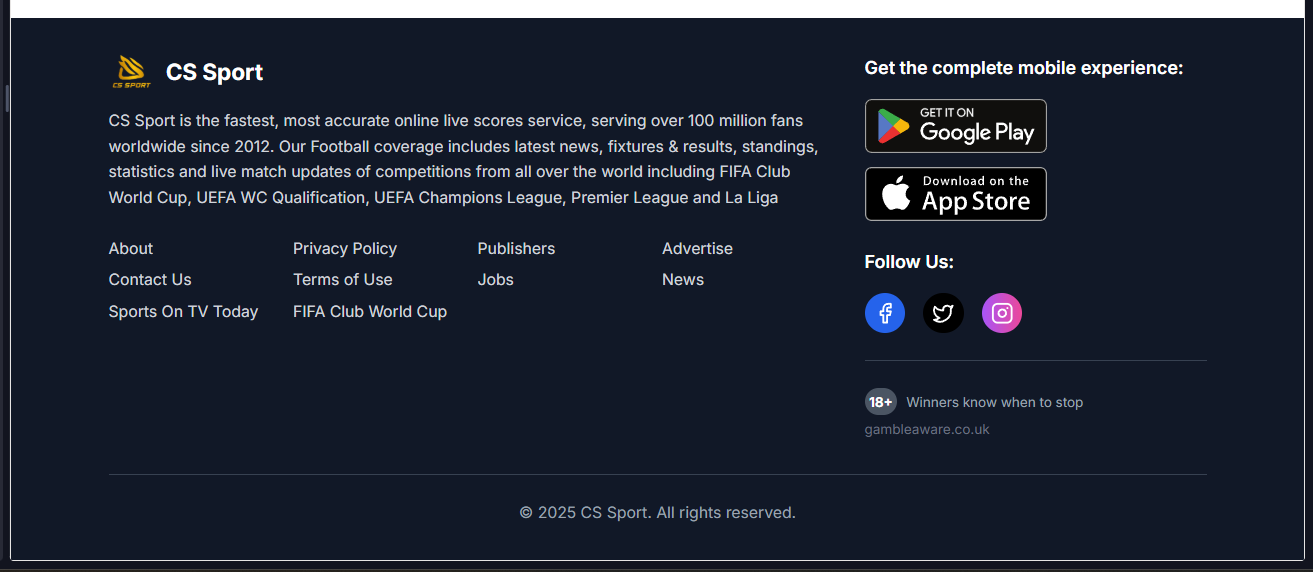 CS SPORT
CS Sport
CS Sport is the fastest, most accurate online live scores service, serving over 100 million fans
worldwide since 2012. Our Football coverage includes latest news, fixtures & results, standings,
statistics and live match updates of competitions from all over the world including FIFA Club
World Cup, UEFA WC Qualification, UEFA Champions League, Premier League and La Liga
About
Privacy Policy
Publishers
Advertise
Contact Us
Terms of Use
Jobs
News
Sports On TV Today
FIFA Club World Cup
Get the complete mobile experience:
GET IT ON
Google Play
Download on the
App Store
Follow Us:
18+ Winners know when to stop
gambleaware.co.uk
© 2025 CS Sport. All rights reserved.